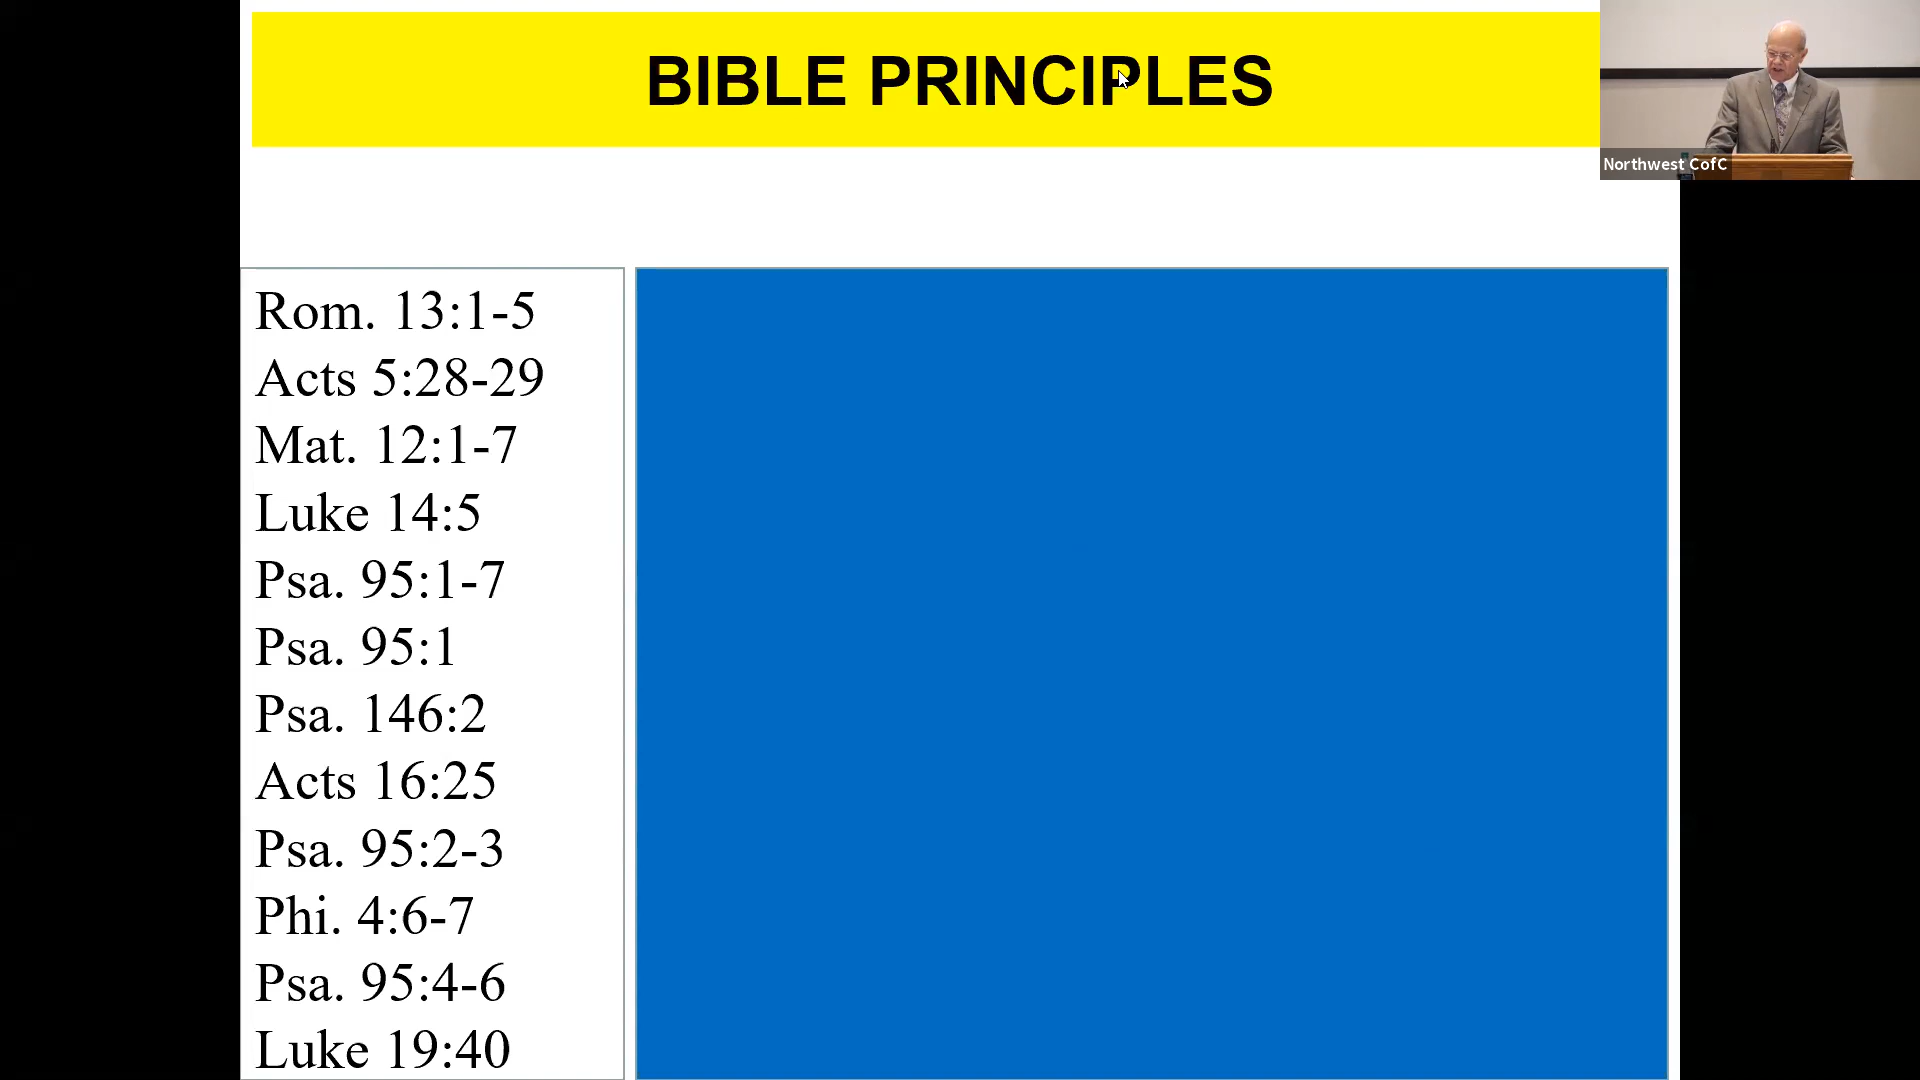 BIBLE PRINCIPLES
Northwest CofC
Rom. 13:1-5
Acts 5:28-29
Mat. 12:1-7
Luke 14:5
Psa. 95:1-7
Psa. 95:1
Psa. 146:2
Acts 16:25
Psa. 95:2-3
Phi. 4:6-7
Psa. 95:4-6
Luke 19:40